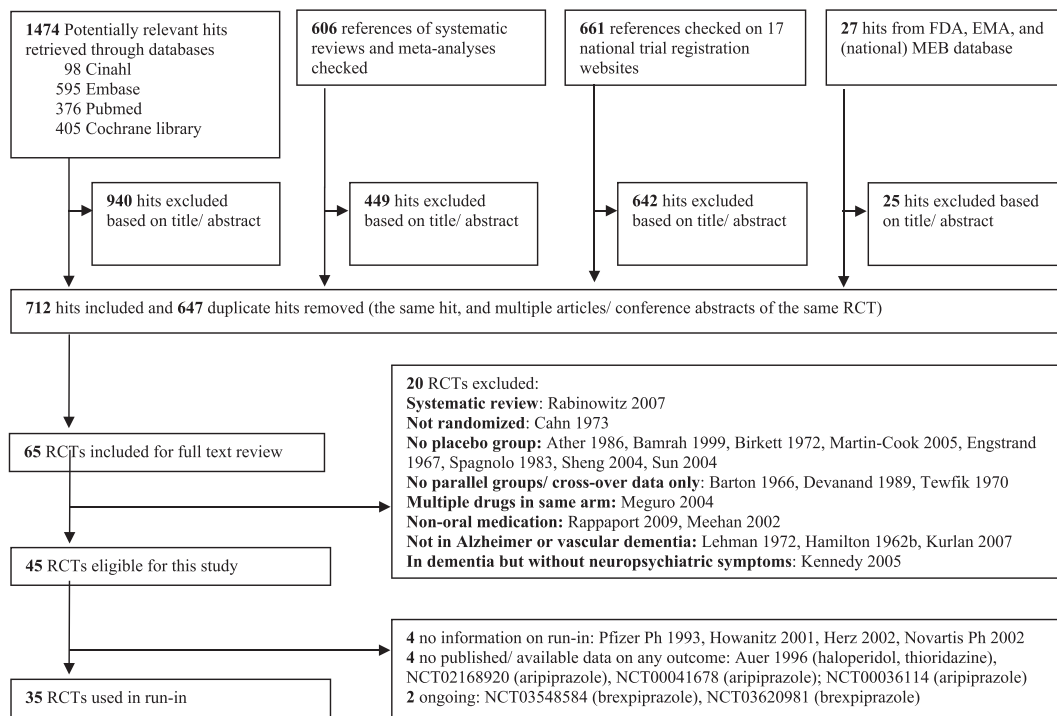 1474 Potentially relevant hits
retrieved through databases
98 Cinahl
595 Embase
376 Pubmed
405 Cochrane library
606 references of systematic
reviews and meta-analyses
checked
661 references checked on 17
national trial registration
websites
27 hits from FDA, EMA, and
(national) MEB database
940 hits excluded
based on title/ abstract
449 hits excluded
based on title/ abstract
642 hits excluded
based on title/ abstract
25 hits excluded based on
title/ abstract
712 hits included and 647 duplicate hits removed (the same hit, and multiple articles/ conference abstracts of the same RCT)
65 RCTs included for full text review
20 RCTs excluded:
Systematic review: Rabinowitz 2007
Not randomized: Cahn 1973
No placebo group: Ather 1986, Bamrah 1999, Birkett 1972, Martin-Cook 2005, Engstrand
1967, Spagnolo 1983, Sheng 2004, Sun 2004
No parallel groups/ cross-over data only: Barton 1966, Devanand 1989, Tewfik 1970
Multiple drugs in same arm: Meguro 2004
Non-oral medication: Rappaport 2009, Meehan 2002
Not in Alzheimer or vascular dementia: Lehman 1972, Hamilton 1962b, Kurlan 2007
In dementia but without neuropsychiatric symptoms: Kennedy 2005
45 RCTs eligible for this study
4 no information on run-in: Pfizer Ph 1993, Howanitz 2001, Herz 2002, Novartis Ph 2002
4 no published/ available data on any outcome: Auer 1996 (haloperidol, thioridazine),
NCT02168920 (aripiprazole), NCT00041678 (aripiprazole); NCT00036114 (aripiprazole)
2 ongoing: NCT03548584 (brexpiprazole), NCT03620981 (brexpiprazole)
35 RCTs used in run-in